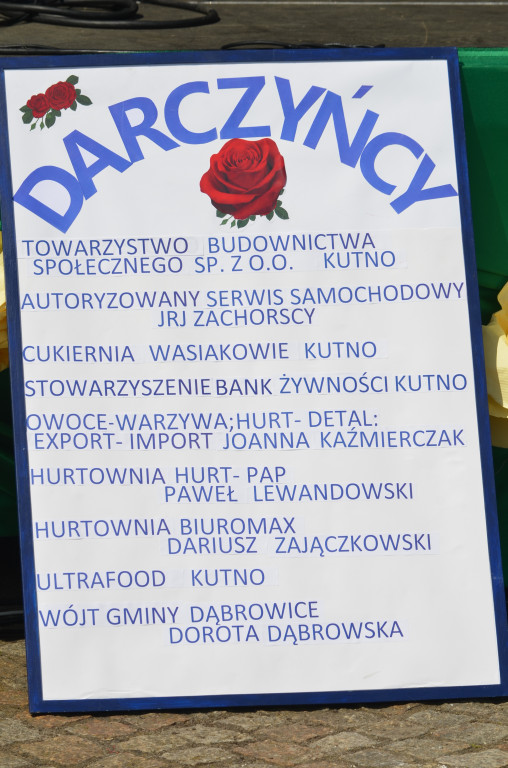 DARCZYŃCY
TOWARZYSTWO BUDOWNICTWA
SPOŁECZNEGO SP. Z O.O. KUTNO
AUTORYZOWANY SERWIS SAMOCHODOWY
JRJ ZACHORSCY
CUKIERNIA WASIAKOWIE KUTNO
STOWARZYSZENIE BANK ŻYWNOŚCI KUTNO
OWOCE-WARZYWA;HURT- DETAL:
EXPORT- IMPORT JOANNA KAŹMIERCZAK
HURTOWNIA HURT- PAP
PAWEŁ LEWANDOWSKI
HURTOWNIA BIUROMAX
DARIUSZ ZAJĄCZKOWSKI
ULTRAFOOD KUTNO
WÓJT GMINY DĄBROWICE
DOROTA DĄBROWSKA